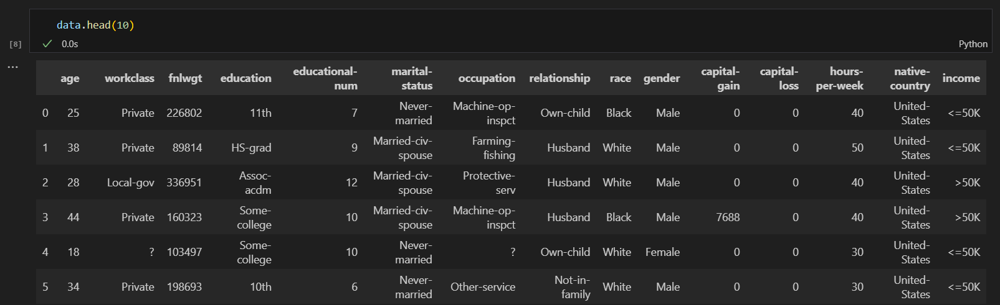 data.head(10)
[8] 0.0s Python
...
age workclass fnlwgt education educational-num marital-status occupation relationship race gender capital-gain capital-loss hours-per-week native-country income
0 25 Private 226802 11th 7 Never-married Machine-op-inspct Own-child Black Male 0 0 40 United-States <=50K
1 38 Private 89814 HS-grad 9 Married-civ-spouse Farming-fishing Husband White Male 0 0 50 United-States <=50K
2 28 Local-gov 336951 Assoc-acdm 12 Married-civ-spouse Protective-serv Husband White Male 0 0 40 United-States >50K
3 44 Private 160323 Some-college 10 Married-civ-spouse Machine-op-inspct Husband Black Male 7688 0 40 United-States >50K
4 18 ? 103497 Some-college 10 Never-married ? Own-child White Female 0 0 30 United-States <=50K
5 34 Private 198693 10th 6 Never-married Other-service Not-in-family White Male 0 0 30 United-States <=50K